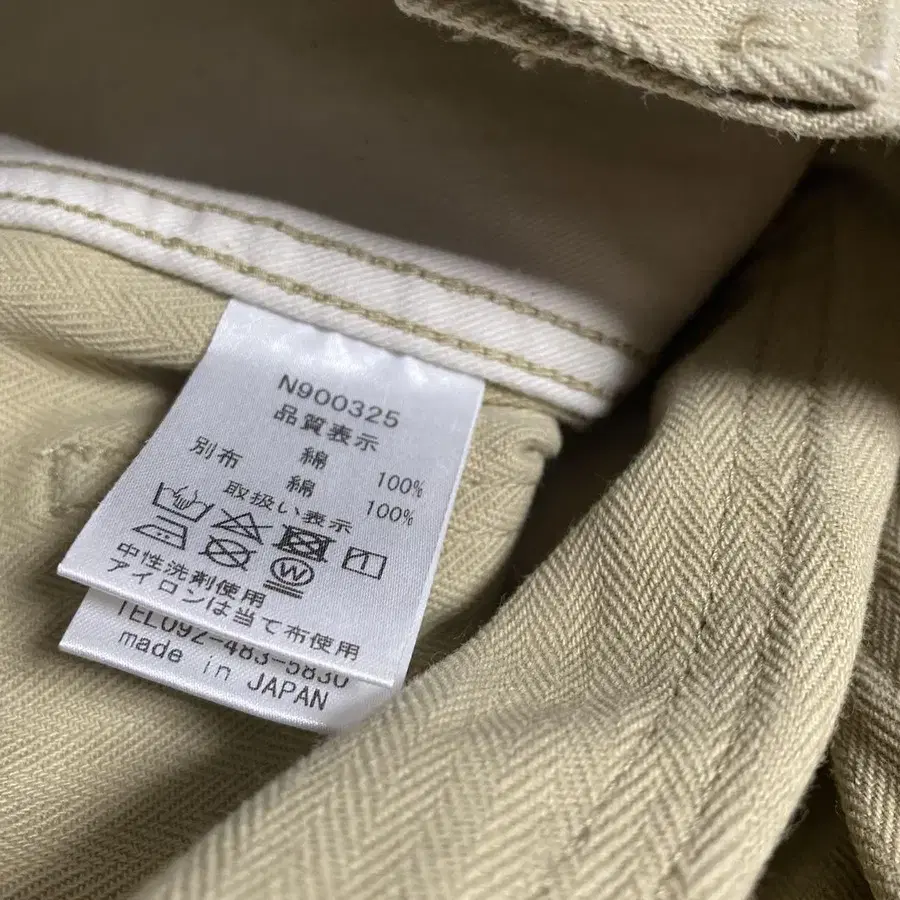 N900325
品質表示
綿 100%
別布 綿 100%
取扱い表示
W
中性洗剤使用
アイロンは当て布使用
TEL092-483-5830
made in JAPAN